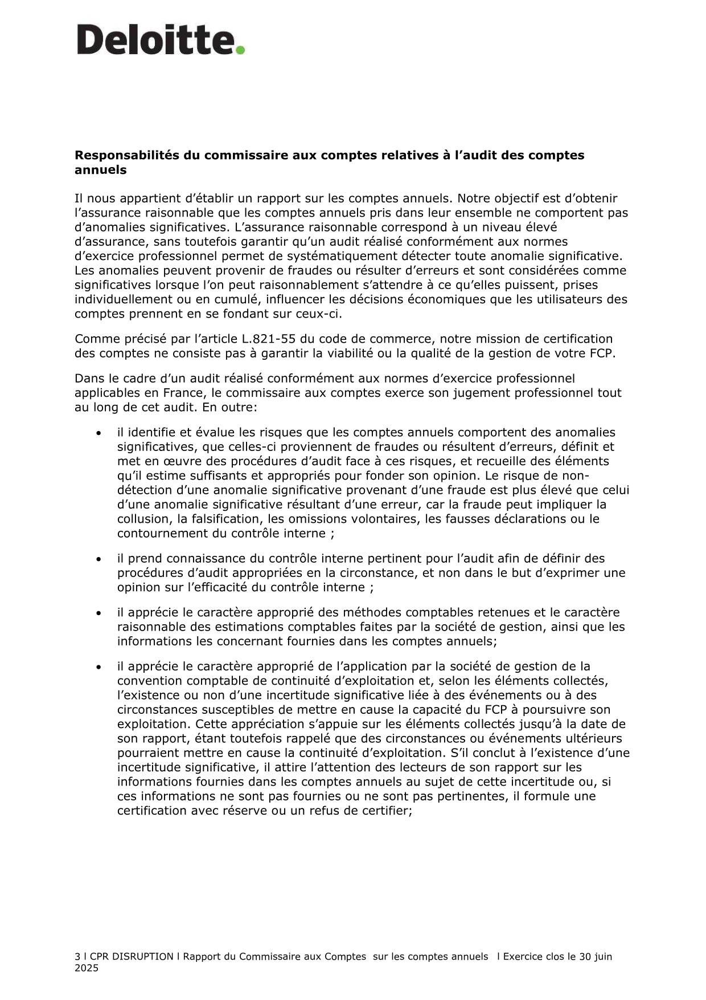 Deloitte.
Responsabilités du commissaire aux comptes relatives à l’audit des comptes
annuels
Il nous appartient d’établir un rapport sur les comptes annuels. Notre objectif est d’obtenir
l’assurance raisonnable que les comptes annuels pris dans leur ensemble ne comportent pas
d’anomalies significatives. L’assurance raisonnable correspond à un niveau élevé
d’assurance, sans toutefois garantir qu’un audit réalisé conformément aux normes
d’exercice professionnel permet de systématiquement détecter toute anomalie significative.
Les anomalies peuvent provenir de fraudes ou résulter d’erreurs et sont considérées comme
significatives lorsque l’on peut raisonnablement s’attendre à ce qu’elles puissent, prises
individuellement ou en cumulé, influencer les décisions économiques que les utilisateurs des
comptes prennent en se fondant sur ceux-ci.
Comme précisé par l’article L.821-55 du code de commerce, notre mission de certification
des comptes ne consiste pas à garantir la viabilité ou la qualité de la gestion de votre FCP.
Dans le cadre d’un audit réalisé conformément aux normes d’exercice professionnel
applicables en France, le commissaire aux comptes exerce son jugement professionnel tout
au long de cet audit. En outre:
• il identifie et évalue les risques que les comptes annuels comportent des anomalies
significatives, que celles-ci proviennent de fraudes ou résultent d’erreurs, définit et
met en œuvre des procédures d’audit face à ces risques, et recueille des éléments
qu’il estime suffisants et appropriés pour fonder son opinion. Le risque de non-
détection d’une anomalie significative provenant d’une fraude est plus élevé que celui
d’une anomalie significative résultant d’une erreur, car la fraude peut impliquer la
collusion, la falsification, les omissions volontaires, les fausses déclarations ou le
contournement du contrôle interne ;
• il prend connaissance du contrôle interne pertinent pour l’audit afin de définir des
procédures d’audit appropriées en la circonstance, et non dans le but d’exprimer une
opinion sur l’efficacité du contrôle interne ;
• il apprécie le caractère approprié des méthodes comptables retenues et le caractère
raisonnable des estimations comptables faites par la société de gestion, ainsi que les
informations les concernant fournies dans les comptes annuels;
• il apprécie le caractère approprié de l’application par la société de gestion de la
convention comptable de continuité d’exploitation et, selon les éléments collectés,
l’existence ou non d’une incertitude significative liée à des événements ou à des
circonstances susceptibles de mettre en cause la capacité du FCP à poursuivre son
exploitation. Cette appréciation s’appuie sur les éléments collectés jusqu’à la date de
son rapport, étant toutefois rappelé que des circonstances ou événements ultérieurs
pourraient mettre en cause la continuité d’exploitation. S’il conclut à l’existence d’une
incertitude significative, il attire l’attention des lecteurs de son rapport sur les
informations fournies dans les comptes annuels au sujet de cette incertitude ou, si
ces informations ne sont pas fournies ou ne sont pas pertinentes, il formule une
certification avec réserve ou un refus de certifier;
3 l CPR DISRUPTION l Rapport du Commissaire aux Comptes sur les comptes annuels l Exercice clos le 30 juin
2025